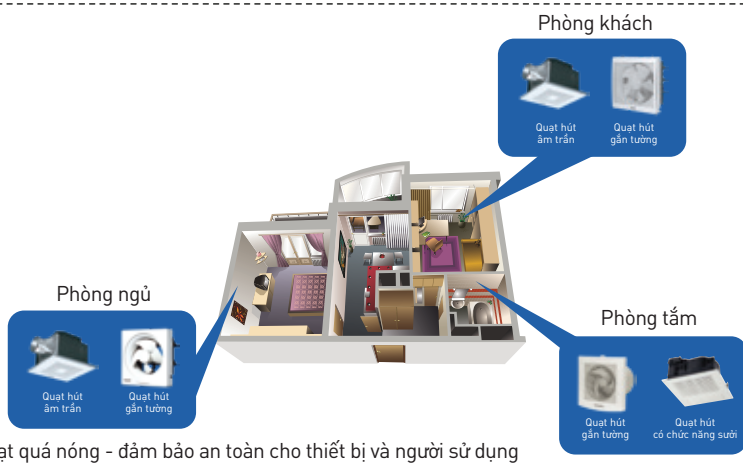 Phòng khách
Quạt hút
âm trần
Quạt hút
gắn tường
Phòng ngủ
Quạt hút
âm trần
Quạt hút
gắn tường
Phòng tắm
Quạt hút
gắn tường
Quạt hút
có chức năng sưởi
quá nóng - đảm bảo an toàn cho thiết bị và người sử dụng